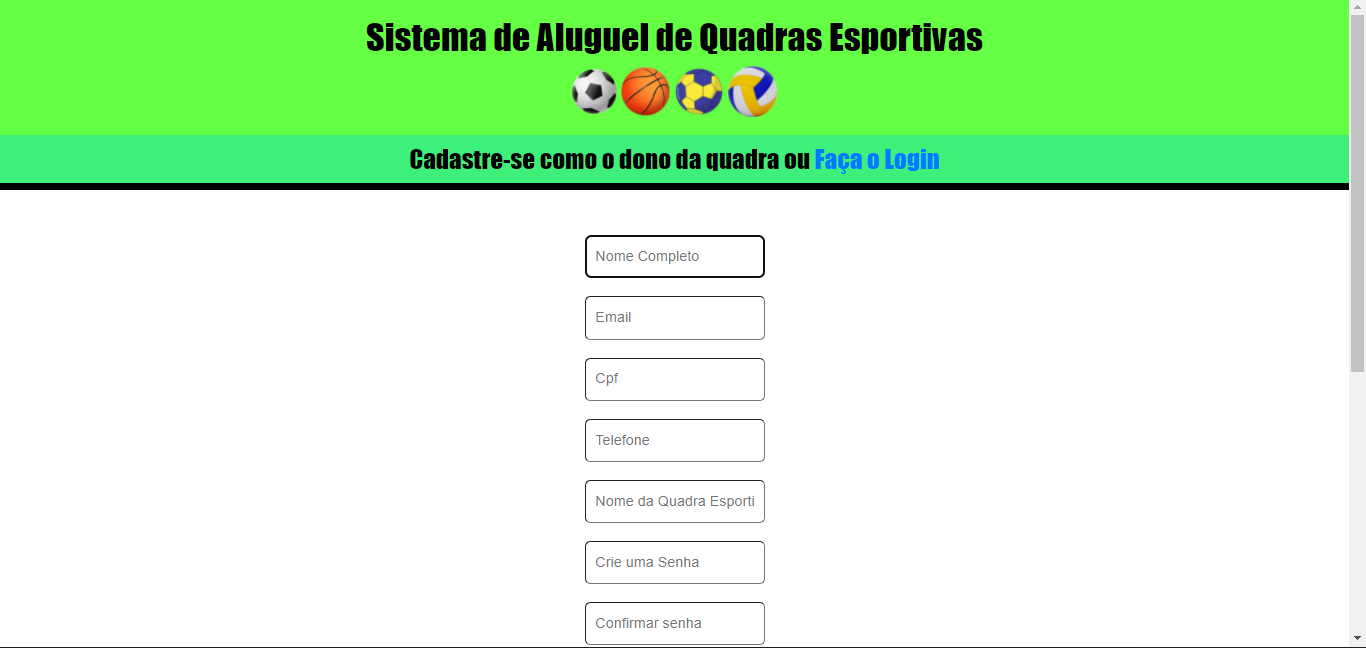 Sistema de Aluguel de Quadras Esportivas
Cadastre-se como o dono da quadra ou Faça o Login
Nome Completo
Email
Cpf
Telefone
Nome da Quadra Esporti
Crie uma Senha
Confirmar senha